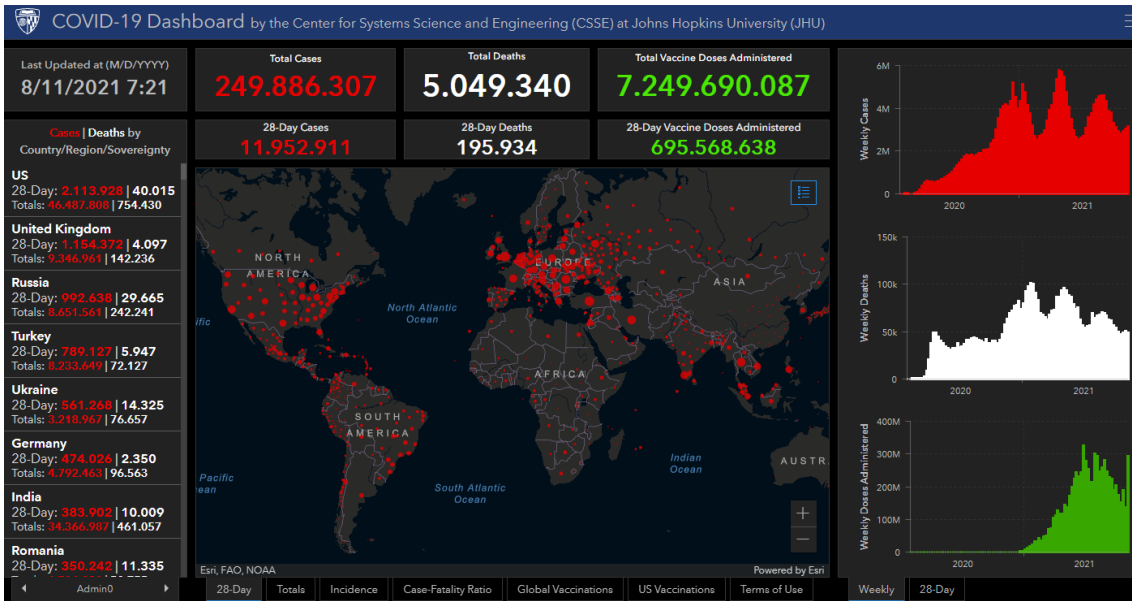 COVID-19 Dashboard by the Center for Systems Science and Engineering (CSSE) at Johns Hopkins University (JHU)
Last Updated at (M/D/YYYY)
8/11/2021 7:21
Cases | Deaths by
Country/Region/Sovereignty
US
28-Day: 2.113.928 | 40.015
Totals: 46.487.808 | 754.430
United Kingdom
28-Day: 1.154.372 | 4.097
Totals: 9.346.961 | 142.236
Russia
28-Day: 992.638 | 29.665
Totals: 8.651.561 | 242.241
Turkey
28-Day: 789.127 | 5.947
Totals: 8.233.649 | 72.127
Ukraine
28-Day: 561.268 | 14.325
Totals: 3.218.967 | 76.657
Germany
28-Day: 474.026 | 2.350
Totals: 4.792.463 | 96.563
India
28-Day: 383.902 | 10.009
Totals: 34.366.987 | 461.057
Romania
28-Day: 350.242 | 11.335
Admin0
Total Cases
249.886.307
Total Deaths
5.049.340
Total Vaccine Doses Administered
7.249.690.087
28-Day Cases
11.952.911
28-Day Deaths
195.934
28-Day Vaccine Doses Administered
695.568.638
NORTH
AMERICA
EUROPE
ASIA
North Atlantic
Ocean
ific
AFRICA
SOUTH
AMERICA
Indian
Ocean
AUSTR
Pacific
ean
South Atlantic
Ocean
+
−
Esri, FAO, NOAA
Powered by Esri
28-Day
Totals
Incidence
Case-Fatality Ratio
Global Vaccinations
US Vaccinations
Terms of Use
Weekly Cases
6M
4M
2M
0
2020
2021
Weekly Deaths
150k
100k
50k
0
2020
2021
Weekly Doses Administered
400M
300M
200M
100M
0
2020
2021
Weekly
28-Day